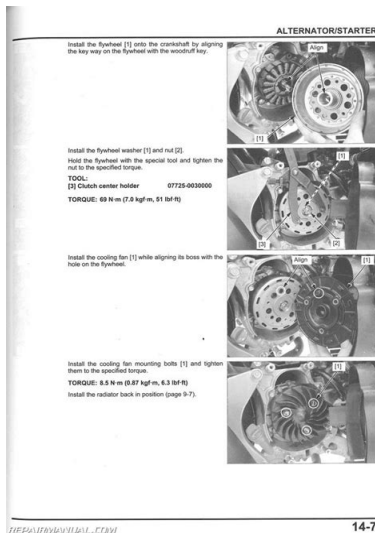 ALTERNATOR/STARTER
Install the flywheel [1] onto the crankshaft by aligning
the key way on the flywheel with the woodruff key.
Align
[1]
Install the flywheel washer [1] and nut [2].
Hold the flywheel with the special tool and tighten the
nut to the specified torque.
TOOL:
[3] Clutch center holder 07725-0030000
TORQUE: 69 N·m (7.0 kgf·m, 51 lbf·ft)
[1]
[3]
[2]
Install the cooling fan [1] while aligning its boss with the
hole on the flywheel.
Align
[1]
Install the cooling fan mounting bolts [1] and tighten
them to the specified torque.
TORQUE: 8.5 N·m (0.87 kgf·m, 6.3 lbf·ft)
Install the radiator back in position (page 9-7).
[1]
14-7
REPAIRMANUAL.COM